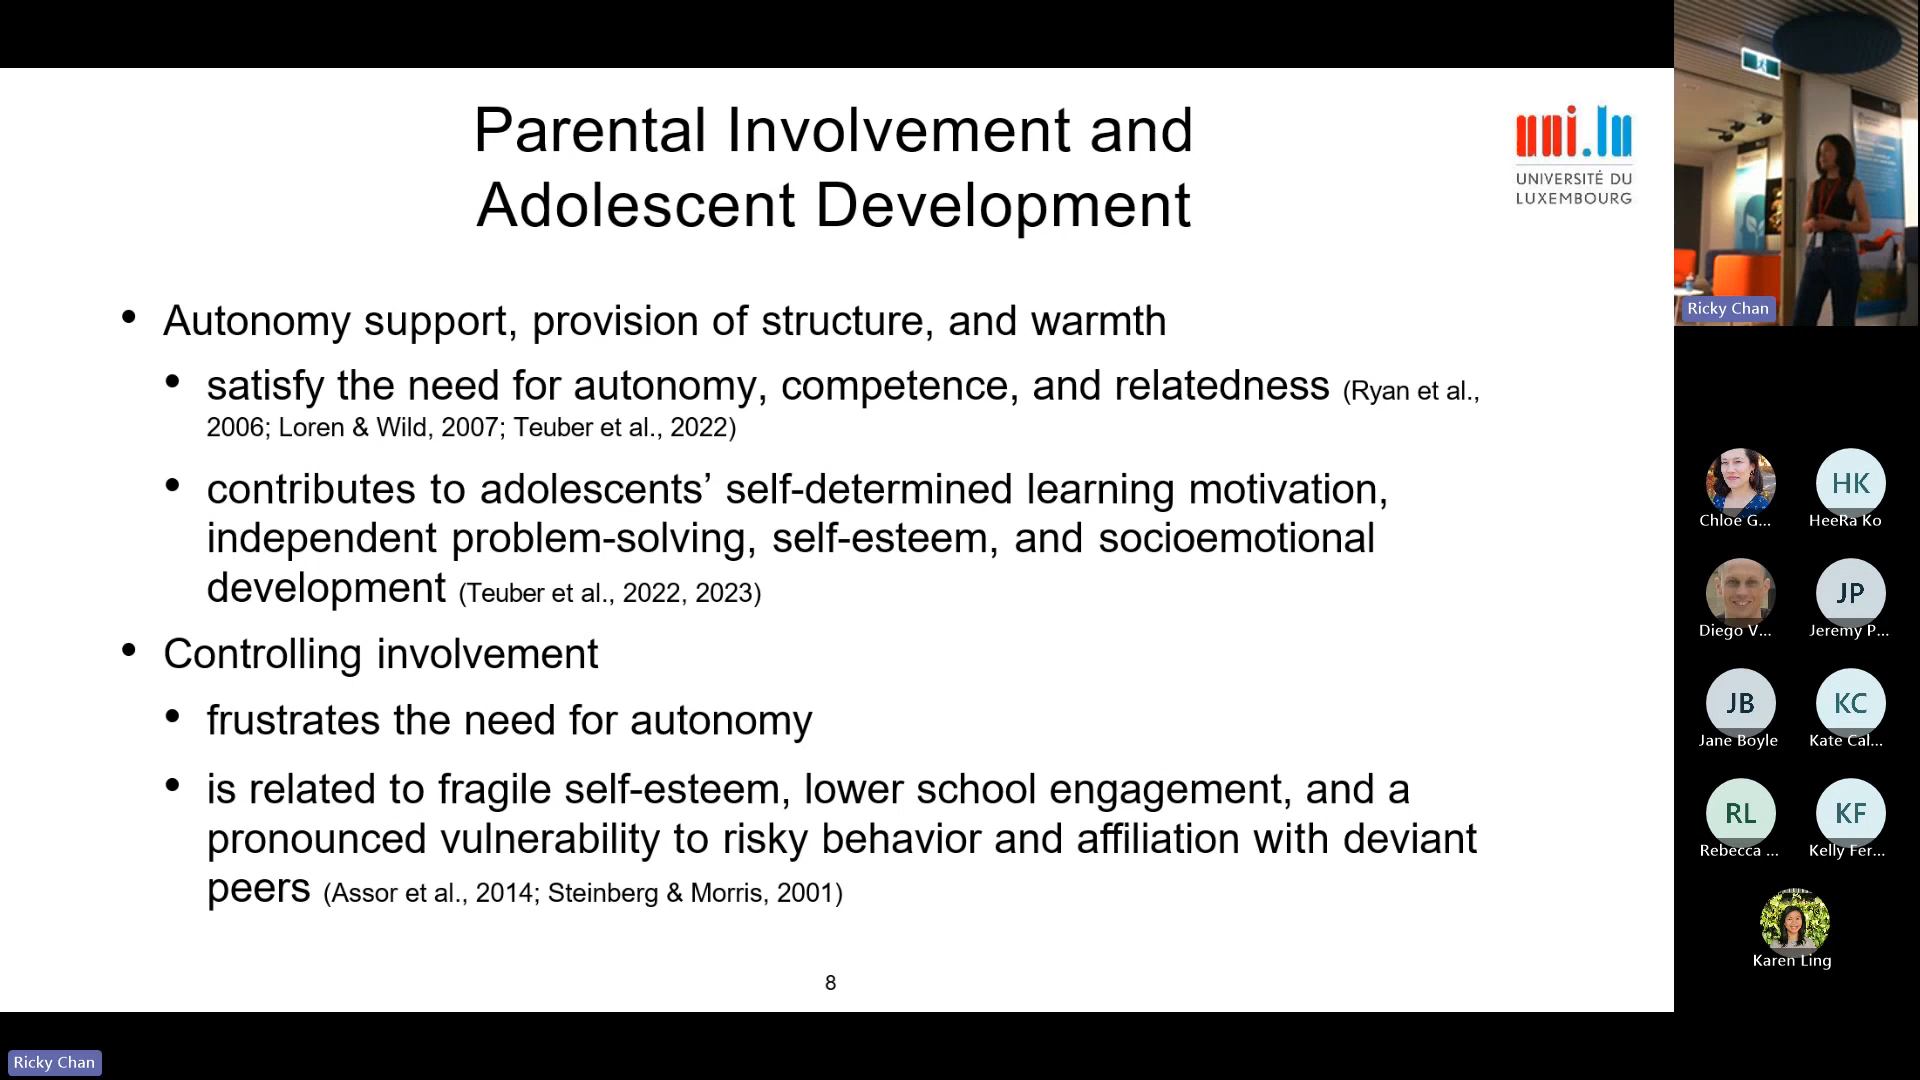 Parental Involvement and
Adolescent Development
uni.lu
UNIVERSITÉ DU
LUXEMBOURG
• Autonomy support, provision of structure, and warmth
• satisfy the need for autonomy, competence, and relatedness (Ryan et al.,
2006; Loren & Wild, 2007; Teuber et al., 2022)
• contributes to adolescents’ self-determined learning motivation,
independent problem-solving, self-esteem, and socioemotional
development (Teuber et al., 2022, 2023)
• Controlling involvement
• frustrates the need for autonomy
• is related to fragile self-esteem, lower school engagement, and a
pronounced vulnerability to risky behavior and affiliation with deviant
peers (Assor et al., 2014; Steinberg & Morris, 2001)
8
Ricky Chan
Ricky Chan
Chloe G...
HK
HeeRa Ko
Diego V...
JP
Jeremy P...
JB
Jane Boyle
KC
Kate Cal...
RL
Rebecca ...
KF
Kelly Fer...
Karen Ling